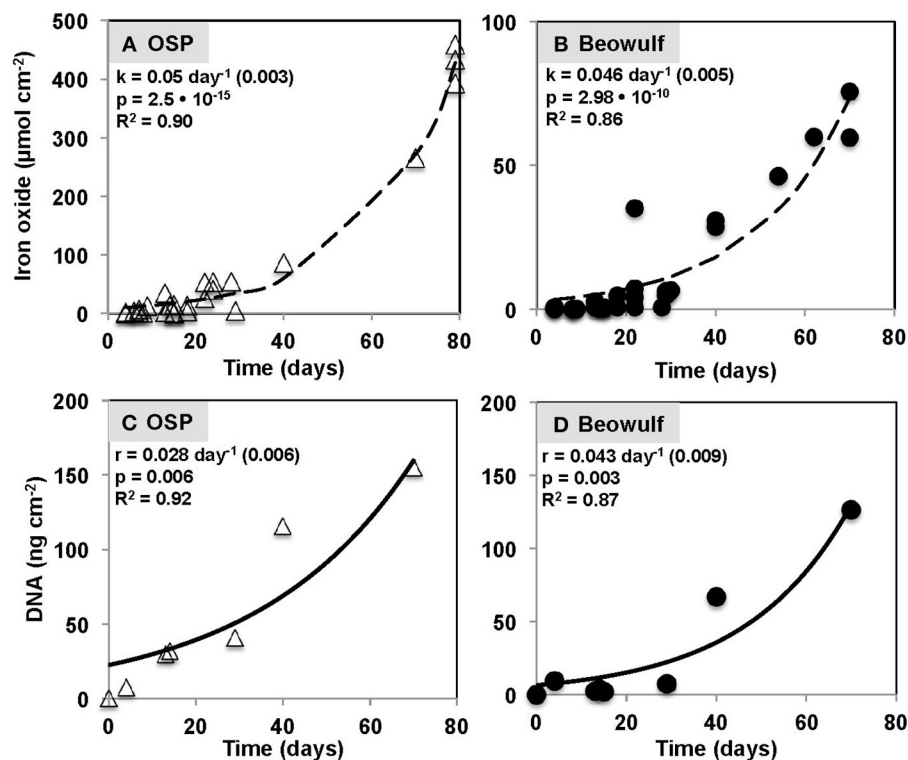 A OSP
k = 0.05 day⁻¹ (0.003)
p = 2.5 • 10⁻¹⁵
R² = 0.90
Iron oxide (µmol cm⁻²)
500
400
300
200
100
0
0 20 40 60 80
Time (days)
B Beowulf
k = 0.046 day⁻¹ (0.005)
p = 2.98 • 10⁻¹⁰
R² = 0.86
100
50
0
0 20 40 60 80
Time (days)
C OSP
r = 0.028 day⁻¹ (0.006)
p = 0.006
R² = 0.92
DNA (ng cm⁻²)
200
150
100
50
0
0 20 40 60 80
Time (days)
D Beowulf
r = 0.043 day⁻¹ (0.009)
p = 0.003
R² = 0.87
200
150
100
50
0
0 20 40 60 80
Time (days)